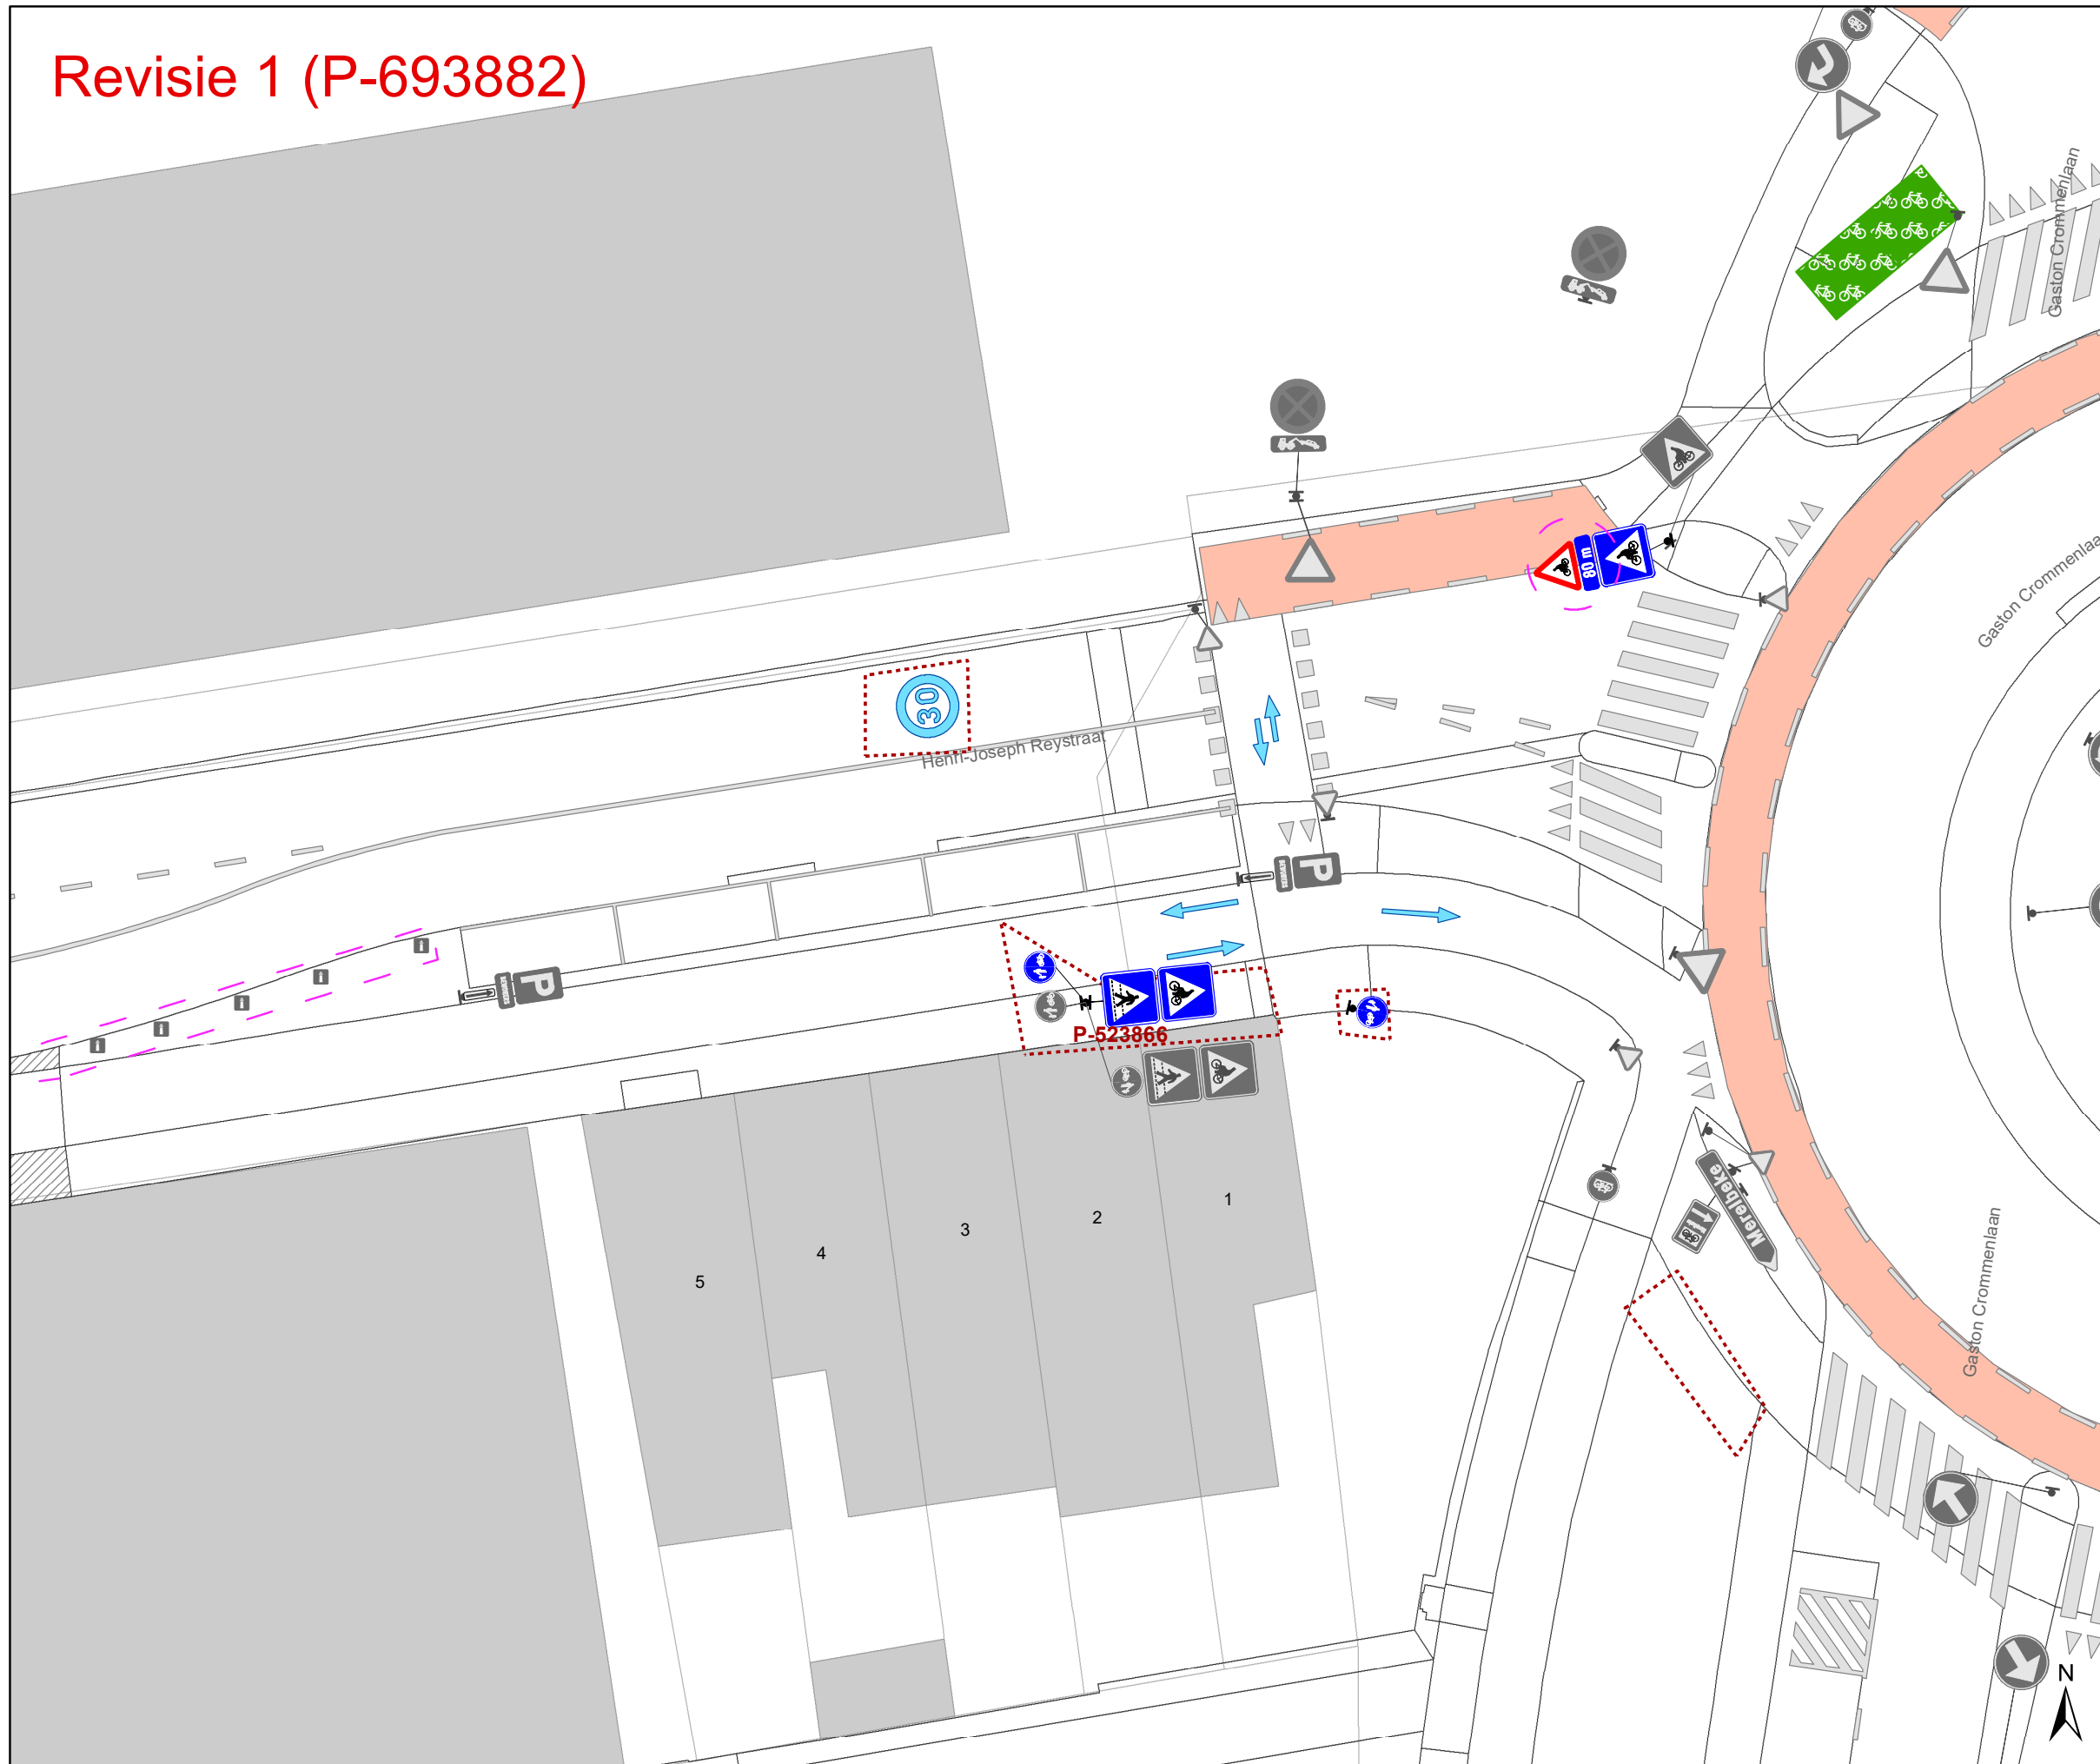 Revisie 1 (P-693882)
Gaston Crommenlaan
Gaston Crommenlaa
80 m
30
Henri-Joseph Reystraat
P
P
P-523866
1
2
3
4
5
Merelbeke
Gaston Crommenlaan
N